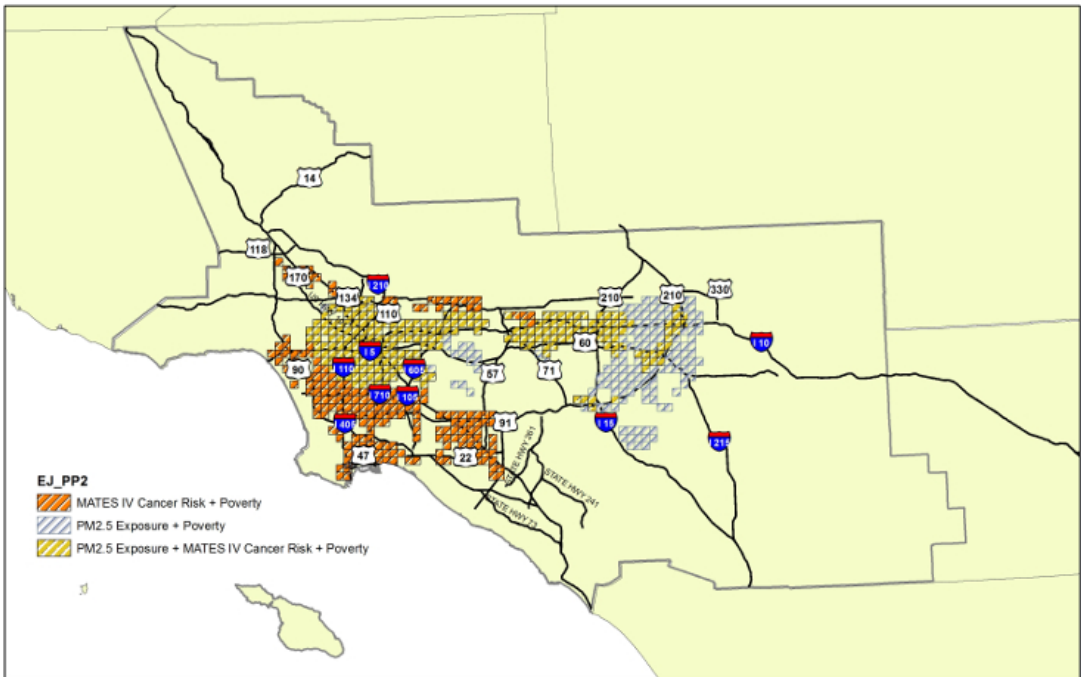 14
118
170
I 210
134
110
210
210
330
I 5
60
I 10
90
I 110
I 605
57
71
I 710
I 105
I 405
91
I 15
I 215
47
22
STATE HWY 261
STATE HWY 241
STATE HWY 73
EJ_PP2
MATES IV Cancer Risk + Poverty
PM2.5 Exposure + Poverty
PM2.5 Exposure + MATES IV Cancer Risk + Poverty